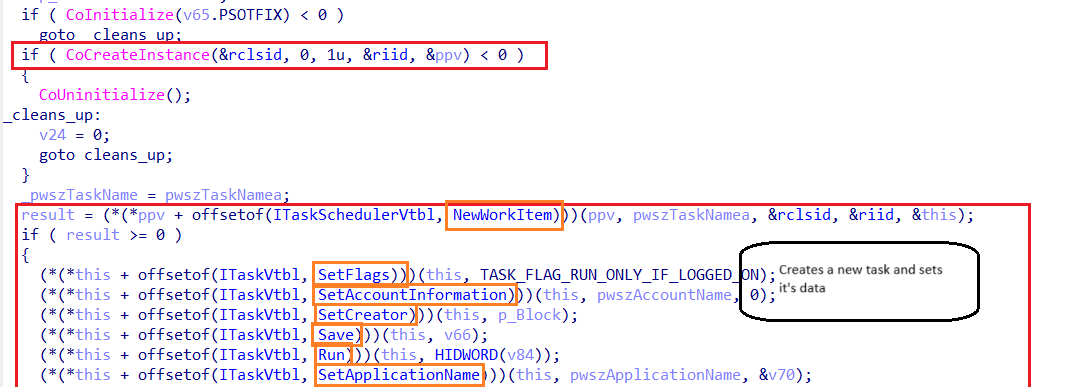 if ( CoInitialize(v65.PSOTFIX) < 0 )
goto _cleans_up;
if ( CoCreateInstance(&rclsid, 0, 1u, &riid, &ppv) < 0 )
{
CoUninitialize();
_cleans_up:
v24 = 0;
goto cleans_up;
}
_pwszTaskName = pwszTaskNamea;
result = (*(*ppv + offsetof(ITaskSchedulerVtbl, NewWorkItem)))(ppv, pwszTaskNamea, &rclsid, &riid, &this);
if ( result >= 0 )
{
(*(*this + offsetof(ITaskVtbl, SetFlags)))(this, TASK_FLAG_RUN_ONLY_IF_LOGGED_ON);
(*(*this + offsetof(ITaskVtbl, SetAccountInformation)))(this, pwszAccountName, 0);
(*(*this + offsetof(ITaskVtbl, SetCreator)))(this, p_Block);
(*(*this + offsetof(ITaskVtbl, Save)))(this, v66);
(*(*this + offsetof(ITaskVtbl, Run)))(this, HIDWORD(v84));
(*(*this + offsetof(ITaskVtbl, SetApplicationName)))(this, pwszApplicationName, &v70);
Creates a new task and sets
it's data